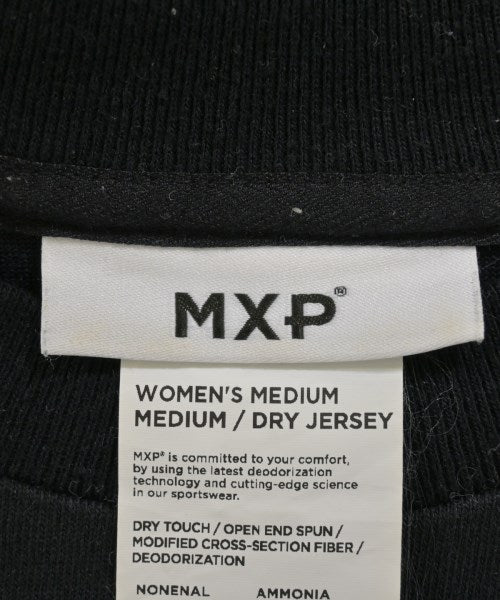 MXP®
WOMEN'S MEDIUM
MEDIUM / DRY JERSEY
MXP® is committed to your comfort,
by using the latest deodorization
technology and cutting-edge science
in our sportswear.
DRY TOUCH / OPEN END SPUN /
MODIFIED CROSS-SECTION FIBER /
DEODORIZATION
NONENAL AMMONIA